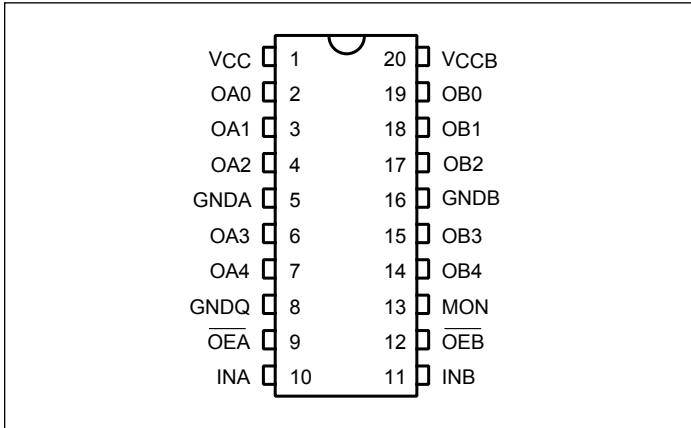 VCC 1 20 VCCB
OA0 2 19 OB0
OA1 3 18 OB1
OA2 4 17 OB2
GNDA 5 16 GNDB
OA3 6 15 OB3
OA4 7 14 OB4
GNDQ 8 13 MON
O̅E̅A̅ 9 12 O̅E̅B̅
INA 10 11 INB